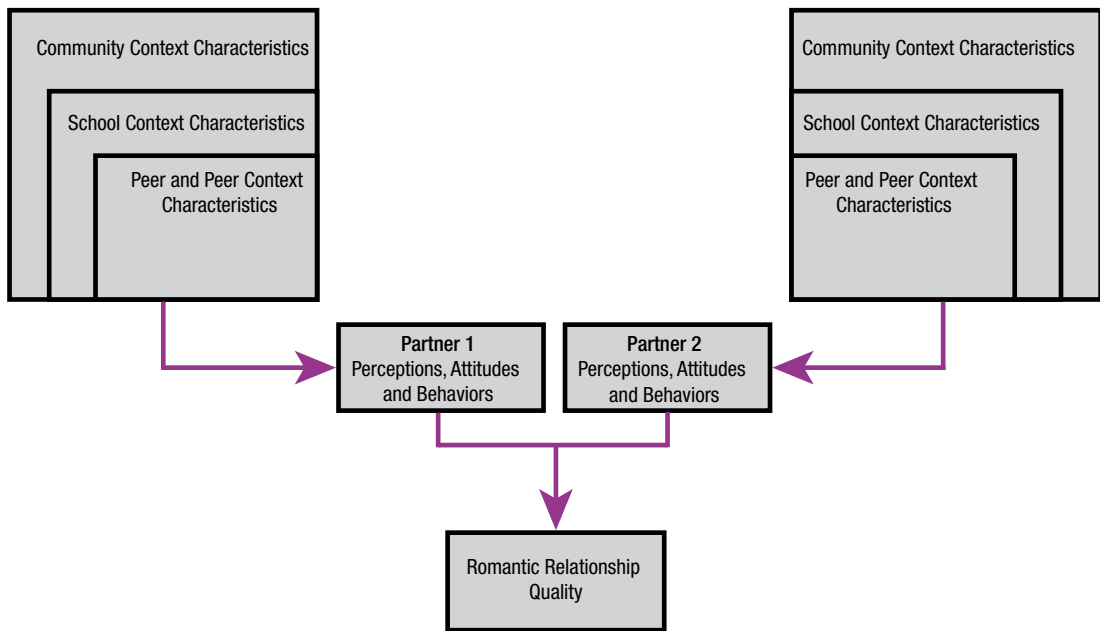 Community Context Characteristics
School Context Characteristics
Peer and Peer Context
Characteristics
Community Context Characteristics
School Context Characteristics
Peer and Peer Context
Characteristics
Partner 1
Perceptions, Attitudes
and Behaviors
Partner 2
Perceptions, Attitudes
and Behaviors
Romantic Relationship
Quality